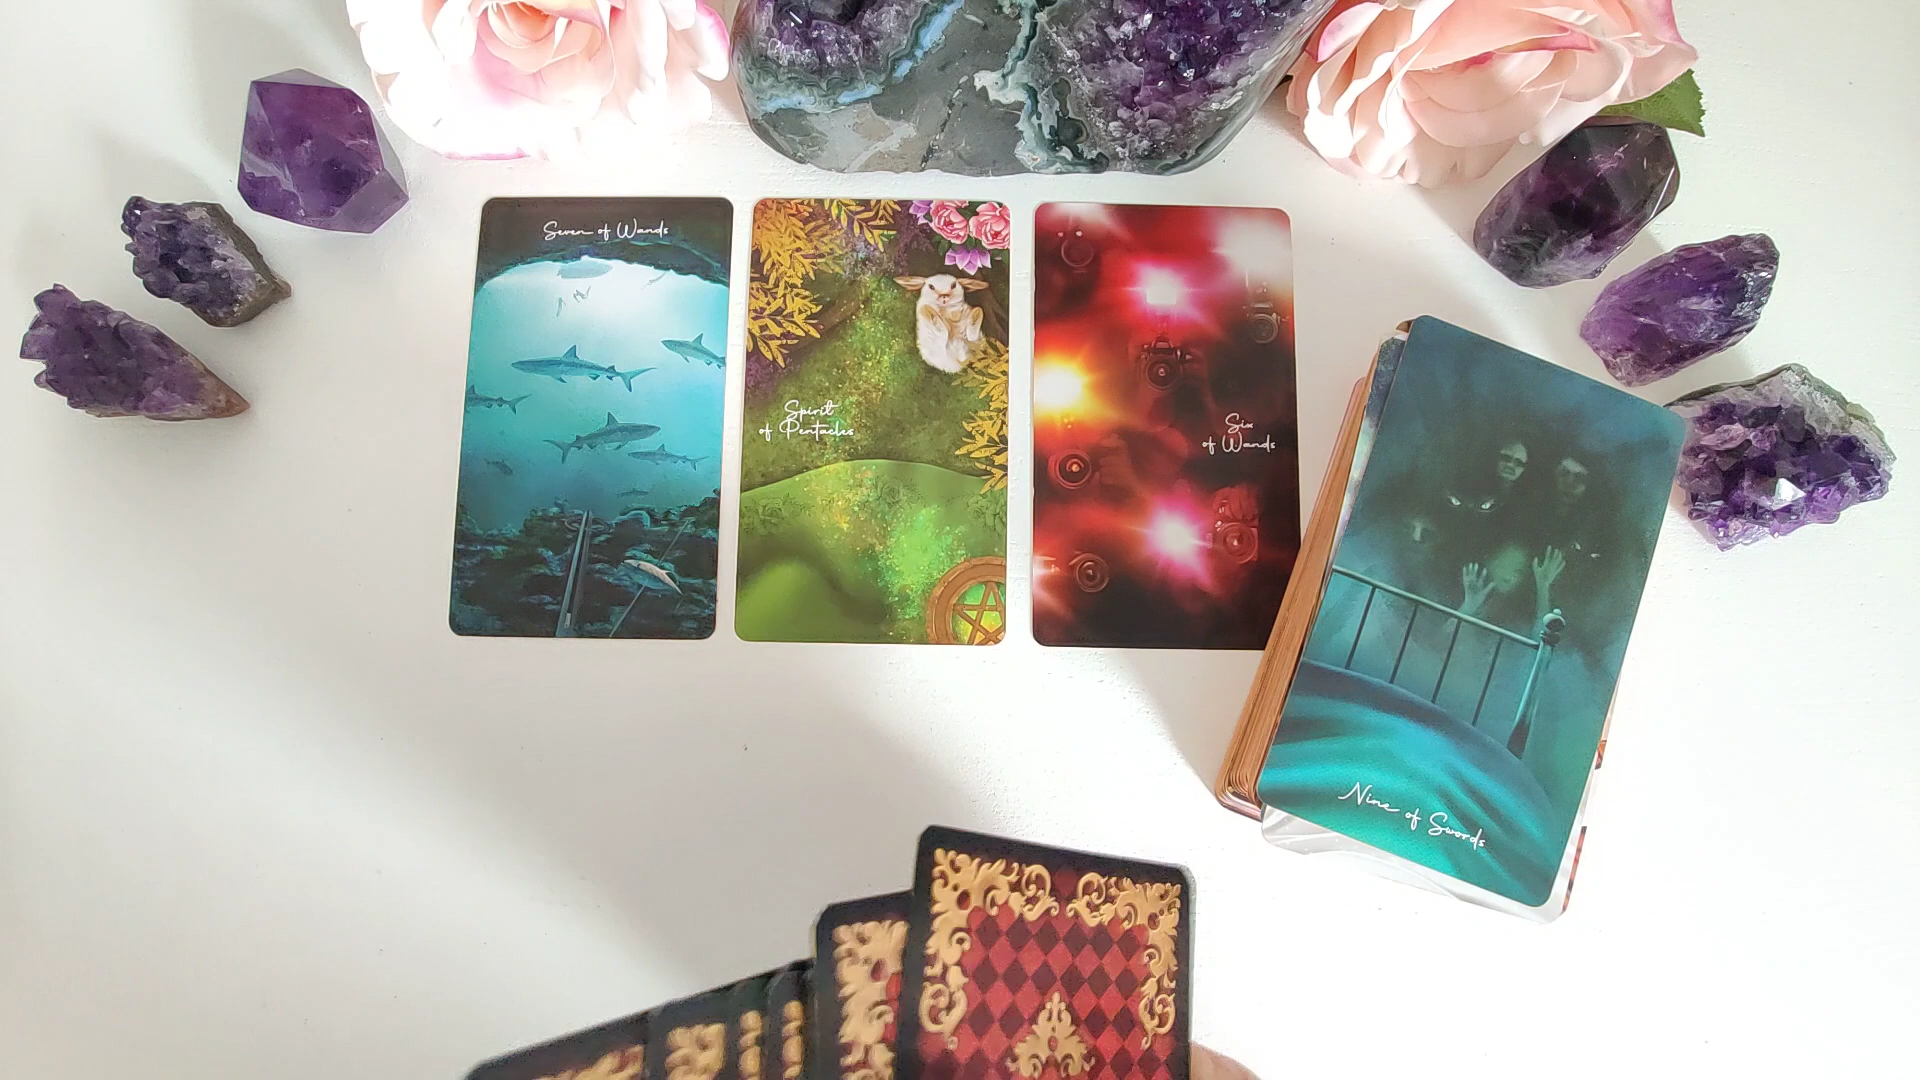 Seven of Wands
Spirit
of Pentacles
Six
of Wands
Nine of Swords